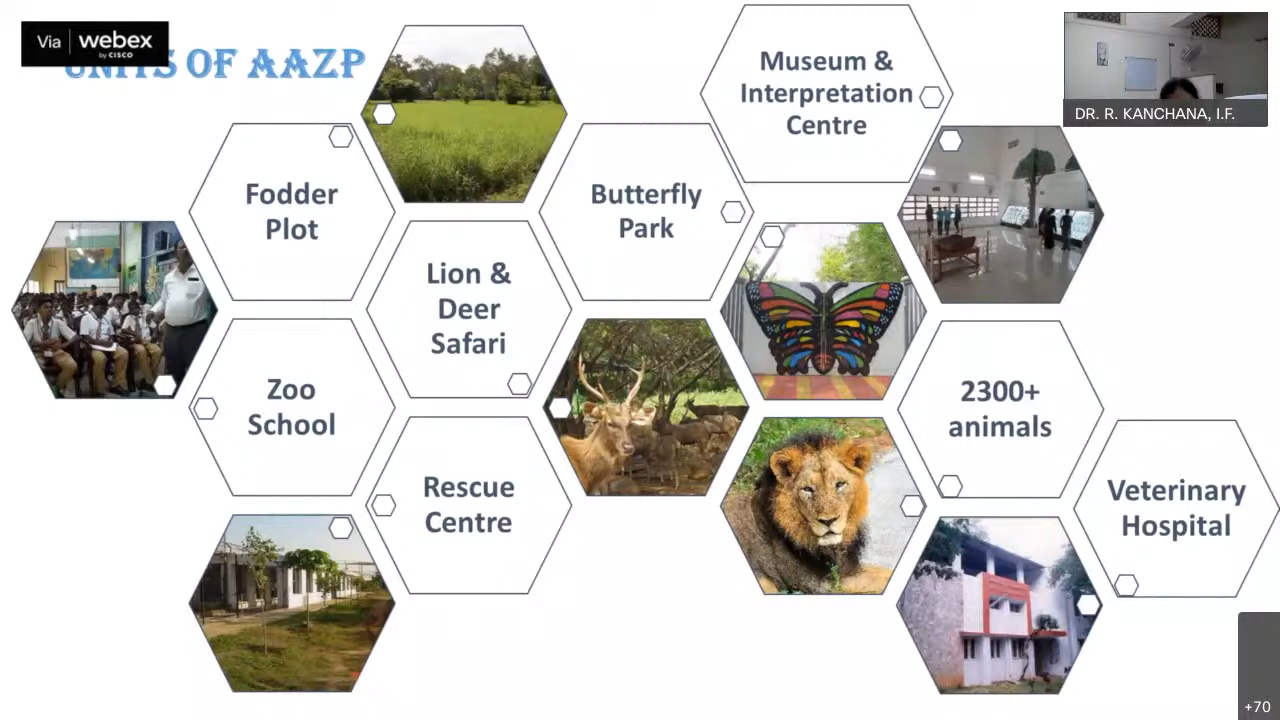 Via webex
by CISCO
UNITS OF AAZP
Museum &
Interpretation
Centre
DR. R. KANCHANA, I.F.
Fodder
Plot
Butterfly
Park
Lion &
Deer
Safari
Zoo
School
2300+
animals
Rescue
Centre
Veterinary
Hospital
+70